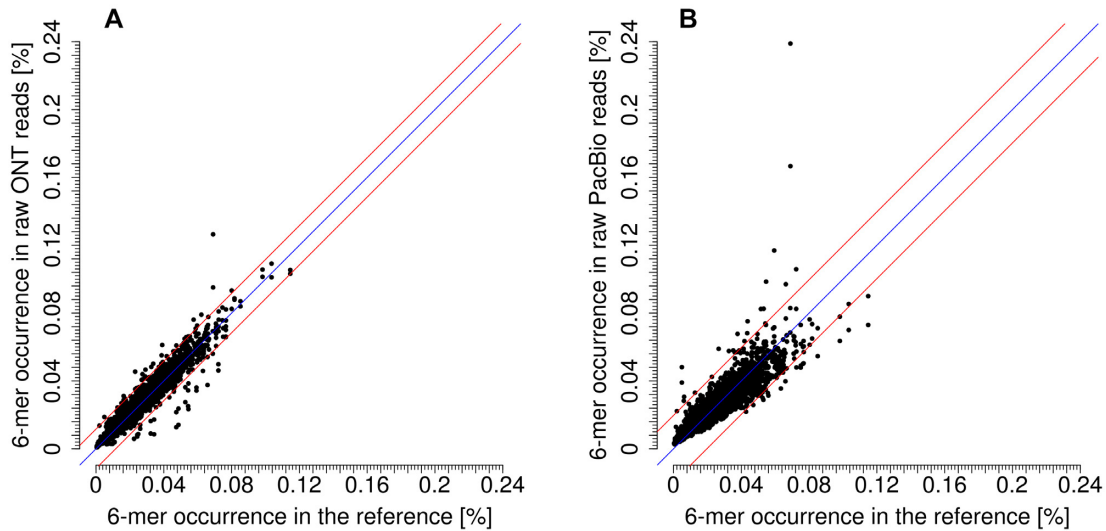 A
6-mer occurrence in raw ONT reads [%]
0.24
0.2
0.16
0.12
0.08
0.04
0
0 0.04 0.08 0.12 0.16 0.2 0.24
6-mer occurrence in the reference [%]
B
6-mer occurrence in raw PacBio reads [%]
0.24
0.2
0.16
0.12
0.08
0.04
0
0 0.04 0.08 0.12 0.16 0.2 0.24
6-mer occurrence in the reference [%]